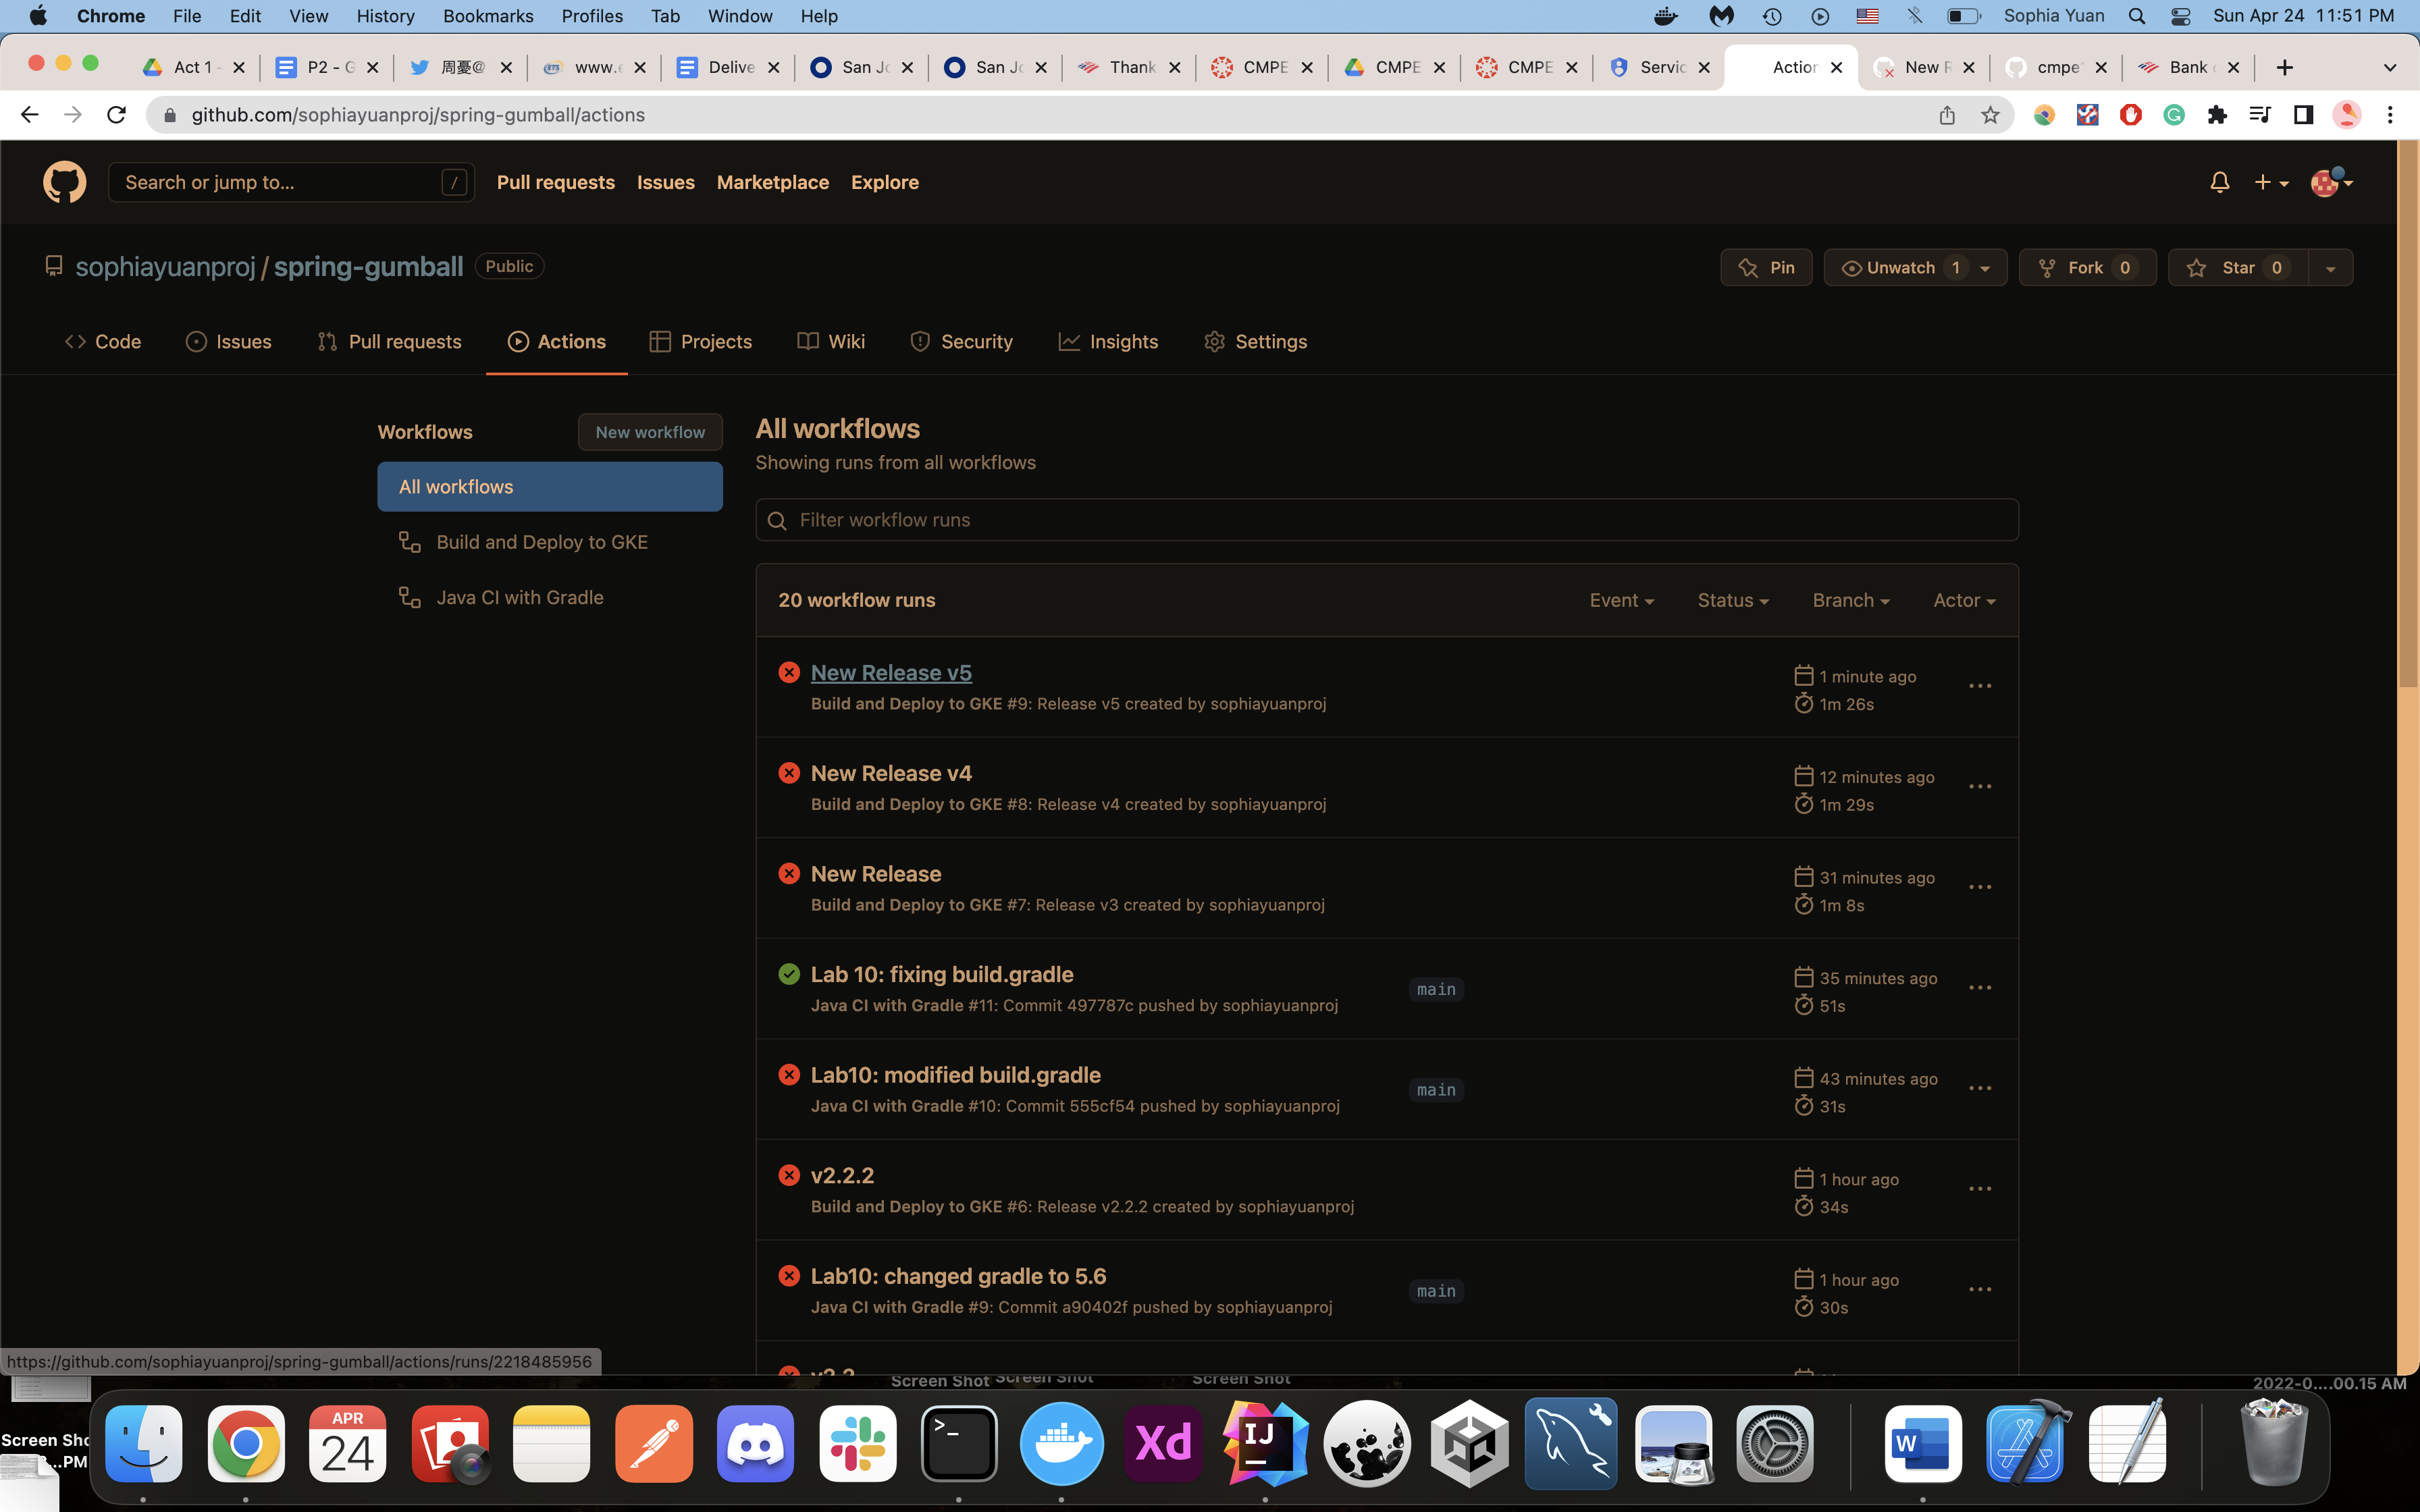 Chrome File Edit View History Bookmarks Profiles Tab Window Help Sophia Yuan Sun Apr 24 11:51 PM
Act 1 - P2 - G 周憂@ www.e Delive San Jo San Jo Thank CMPE CMPE CMPE Servic Action New R cmpe Bank
github.com/sophiayuanproj/spring-gumball/actions
Search or jump to... / Pull requests Issues Marketplace Explore
sophiayuanproj / spring-gumball Public Pin Unwatch 1 Fork 0 Star 0
Code Issues Pull requests Actions Projects Wiki Security Insights Settings
Workflows New workflow
All workflows
Build and Deploy to GKE
Java CI with Gradle
All workflows
Showing runs from all workflows
Filter workflow runs
20 workflow runs Event Status Branch Actor
New Release v5 1 minute ago
Build and Deploy to GKE #9: Release v5 created by sophiayuanproj 1m 26s
New Release v4 12 minutes ago
Build and Deploy to GKE #8: Release v4 created by sophiayuanproj 1m 29s
New Release 31 minutes ago
Build and Deploy to GKE #7: Release v3 created by sophiayuanproj 1m 8s
Lab 10: fixing build.gradle main 35 minutes ago
Java CI with Gradle #11: Commit 497787c pushed by sophiayuanproj 51s
Lab10: modified build.gradle main 43 minutes ago
Java CI with Gradle #10: Commit 555cf54 pushed by sophiayuanproj 31s
v2.2.2 1 hour ago
Build and Deploy to GKE #6: Release v2.2.2 created by sophiayuanproj 34s
Lab10: changed gradle to 5.6 main 1 hour ago
Java CI with Gradle #9: Commit a90402f pushed by sophiayuanproj 30s
https://github.com/sophiayuanproj/spring-gumball/actions/runs/2218485956
Screen Shot Screen Shot Screen Shot 2022-0....00.15 AM
Screen Sho
...PM
APR
24
Xd
IJ
W